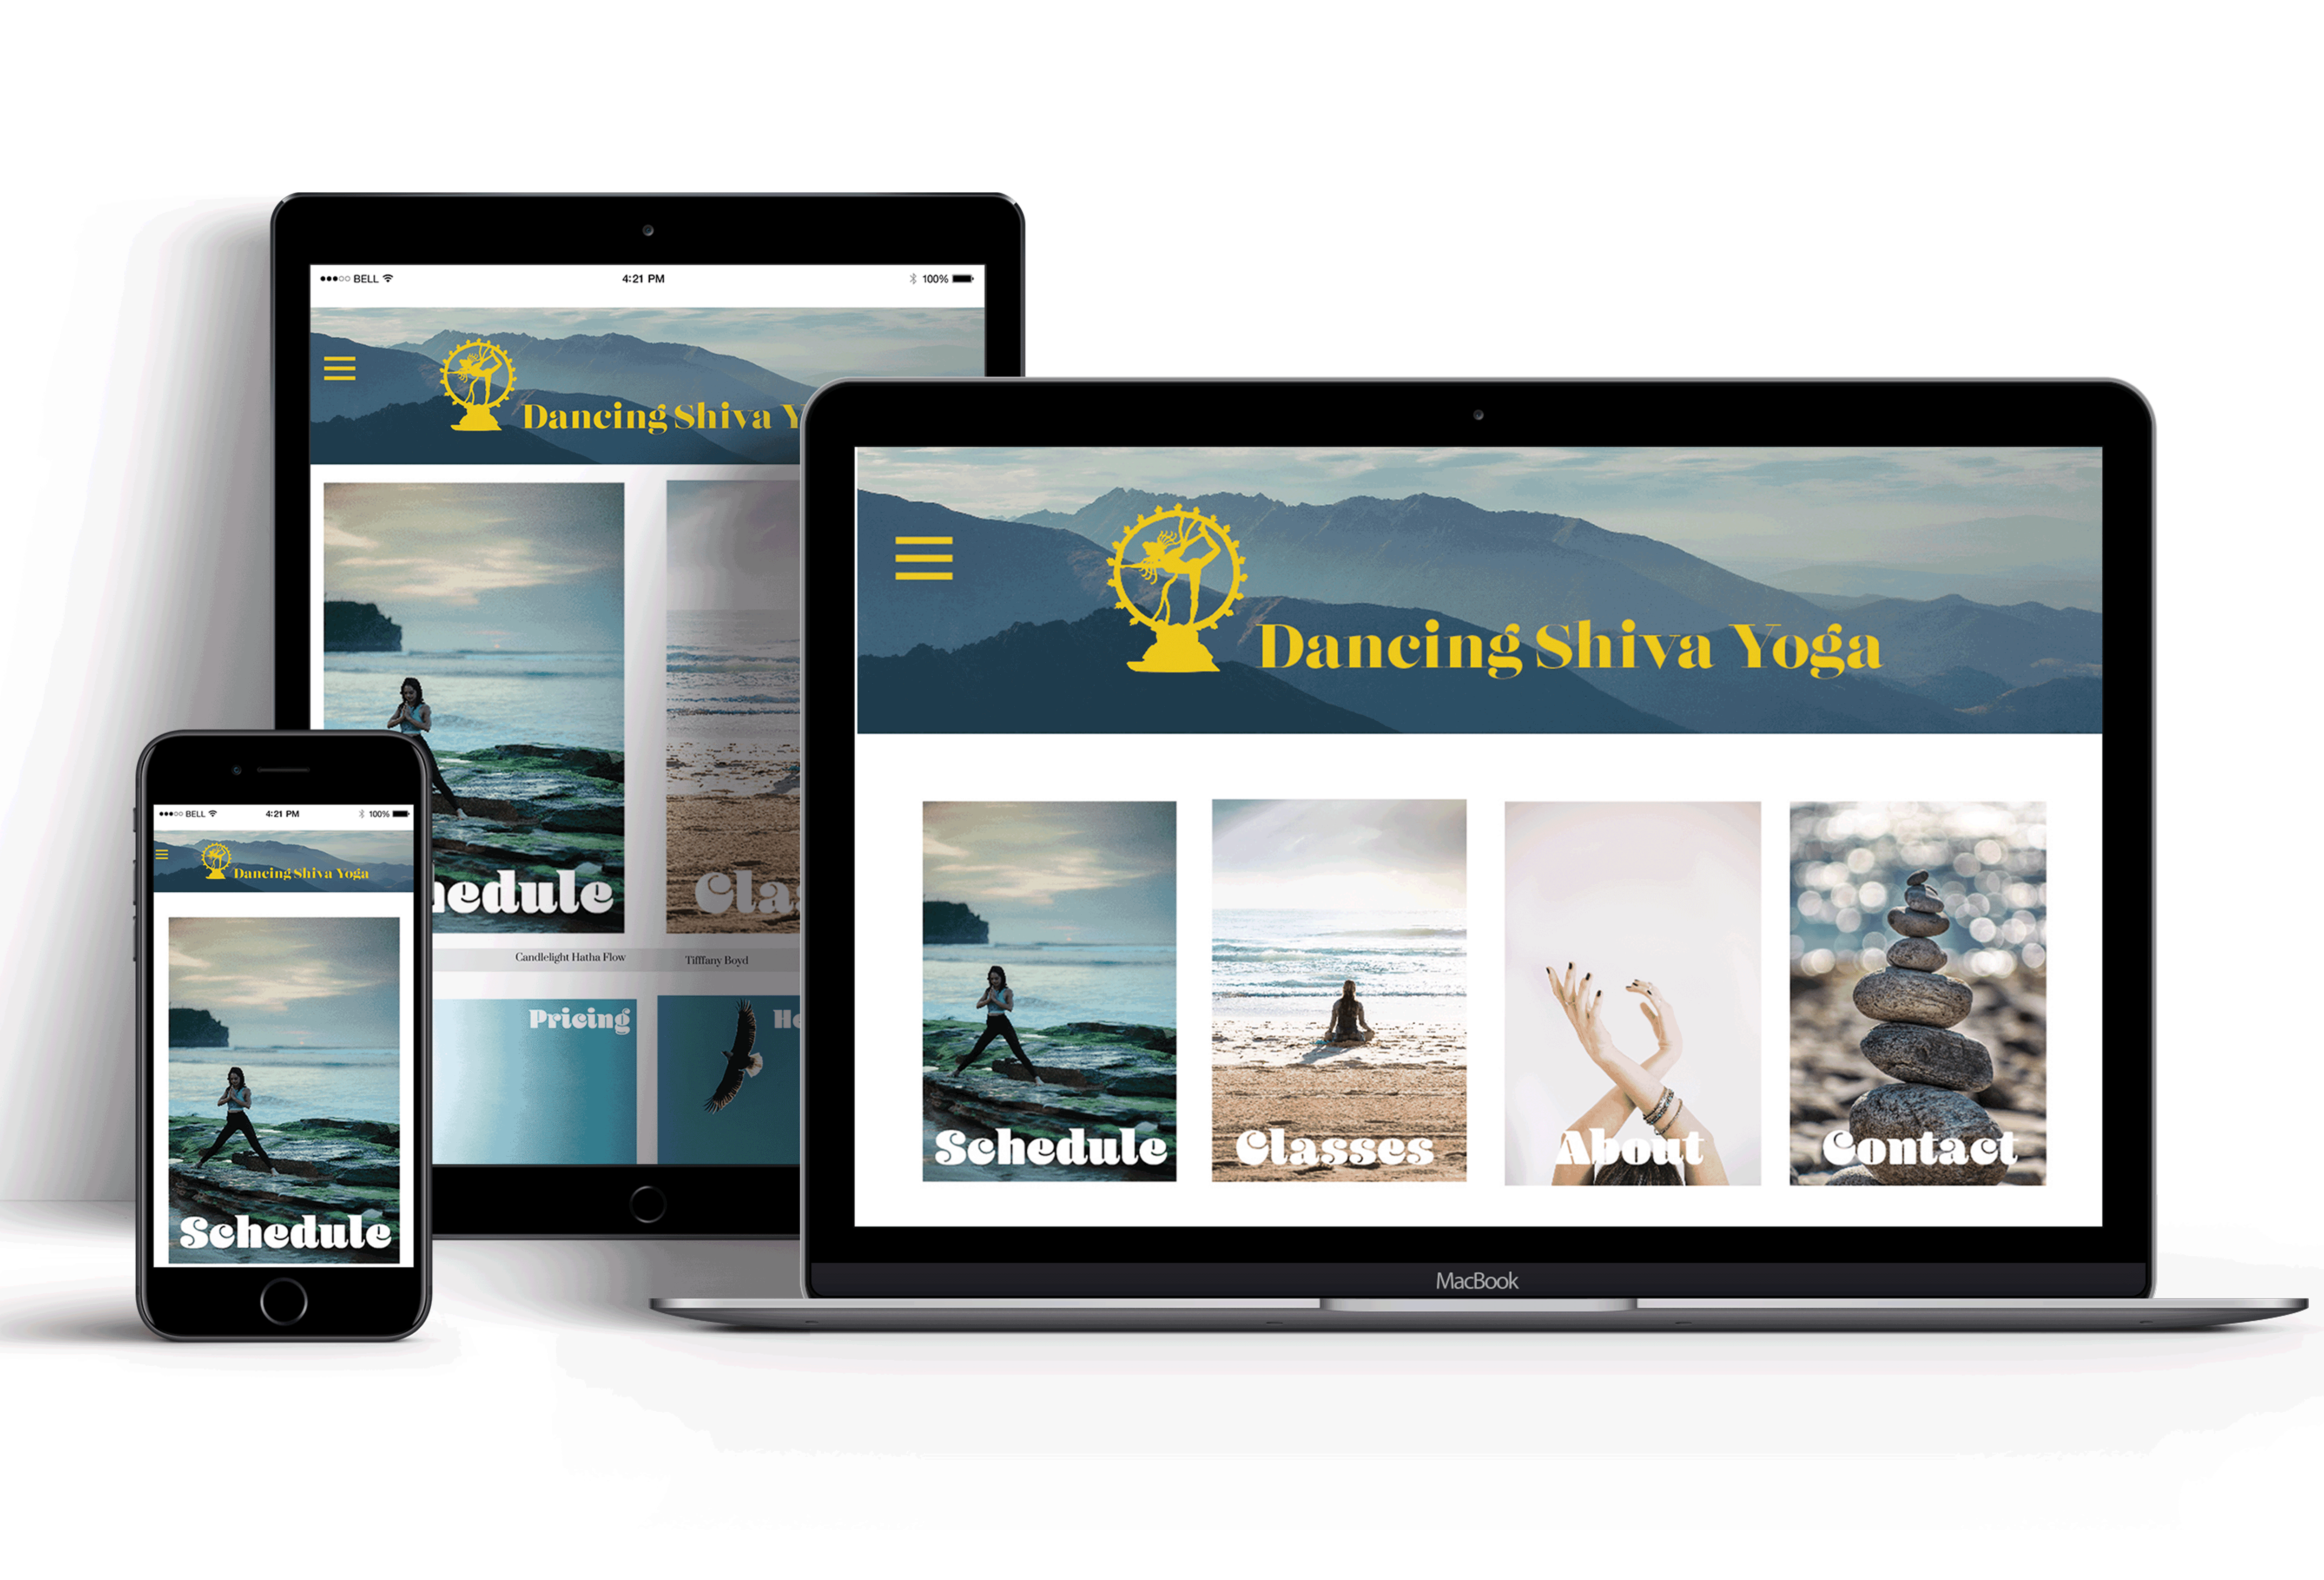 BELL 4:21 PM 100%
Dancing Shiva Y
hedule
Cla
Candlelight Hatha Flow Tifffany Boyd
Pricing
BELL 4:21 PM 100%
Dancing Shiva Yoga
Schedule
Dancing Shiva Yoga
Schedule Classes About Contact
MacBook